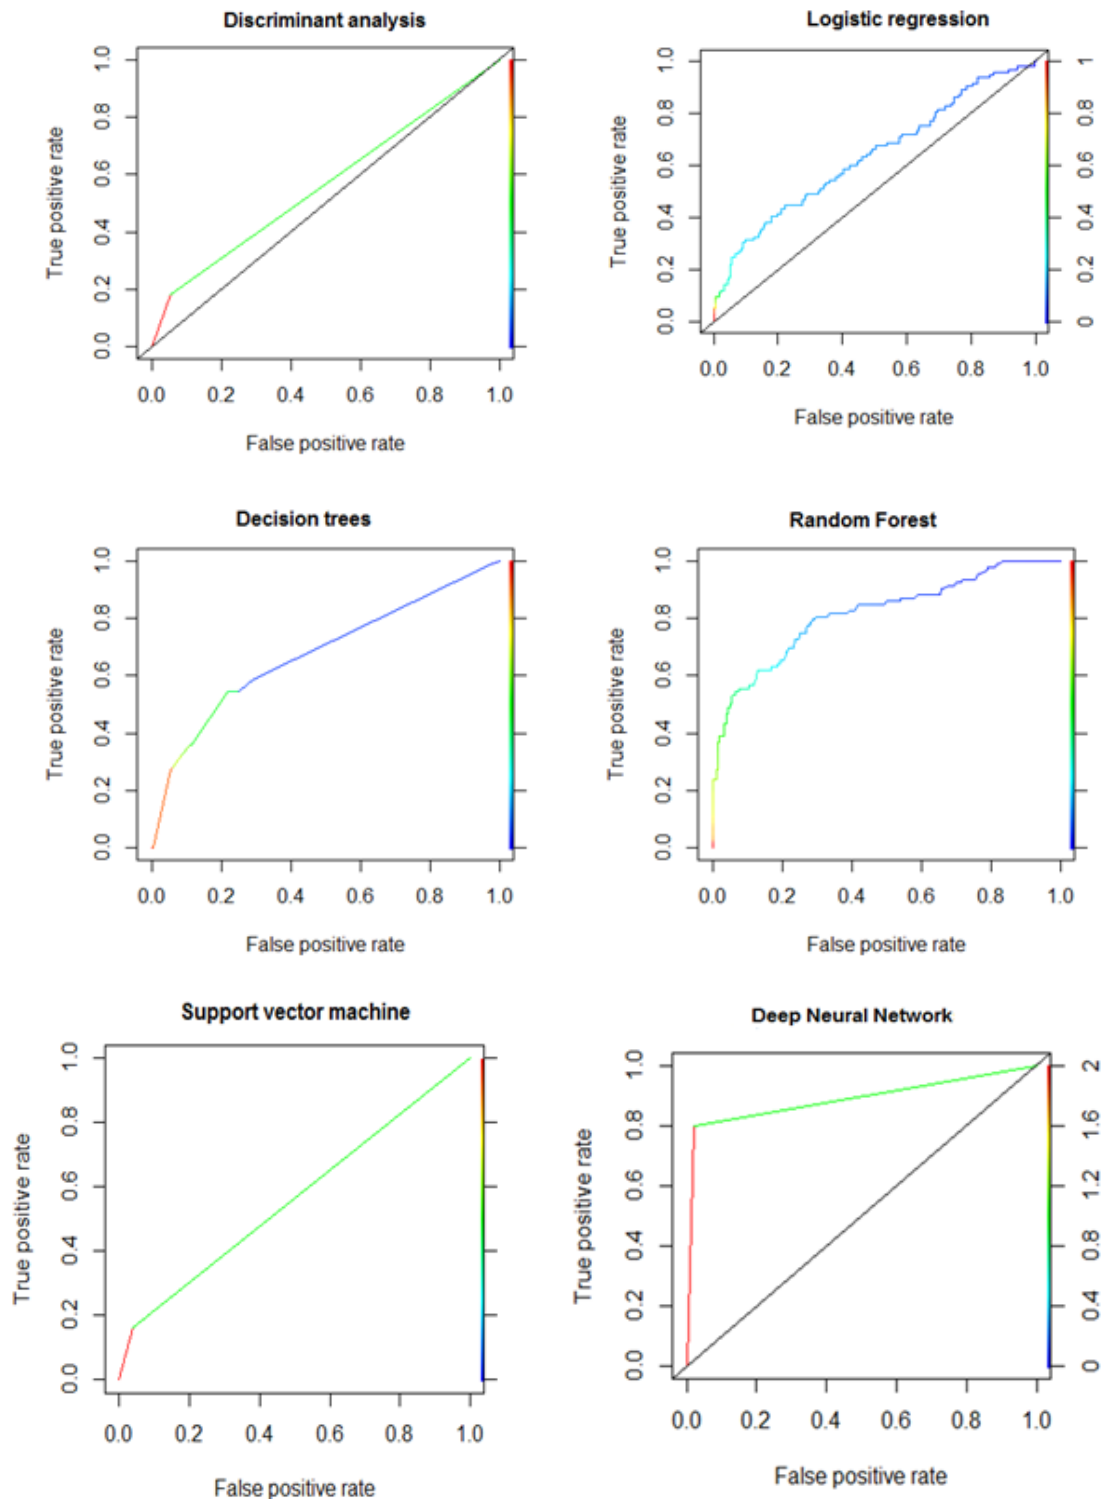 Discriminant analysis
True positive rate
0.0 0.2 0.4 0.6 0.8 1.0
0.0 0.2 0.4 0.6 0.8 1.0
False positive rate
Logistic regression
True positive rate
0.0 0.2 0.4 0.6 0.8 1.0
0 0.2 0.4 0.6 0.8 1
0.0 0.2 0.4 0.6 0.8 1.0
False positive rate
Decision trees
True positive rate
0.0 0.2 0.4 0.6 0.8 1.0
0.0 0.2 0.4 0.6 0.8 1.0
False positive rate
Random Forest
True positive rate
0.0 0.2 0.4 0.6 0.8 1.0
0.0 0.2 0.4 0.6 0.8 1.0
False positive rate
Support vector machine
True positive rate
0.0 0.2 0.4 0.6 0.8 1.0
0.0 0.2 0.4 0.6 0.8 1.0
False positive rate
Deep Neural Network
True positive rate
0.0 0.2 0.4 0.6 0.8 1.0
0 0.4 0.8 1.2 1.6 2
0.0 0.2 0.4 0.6 0.8 1.0
False positive rate